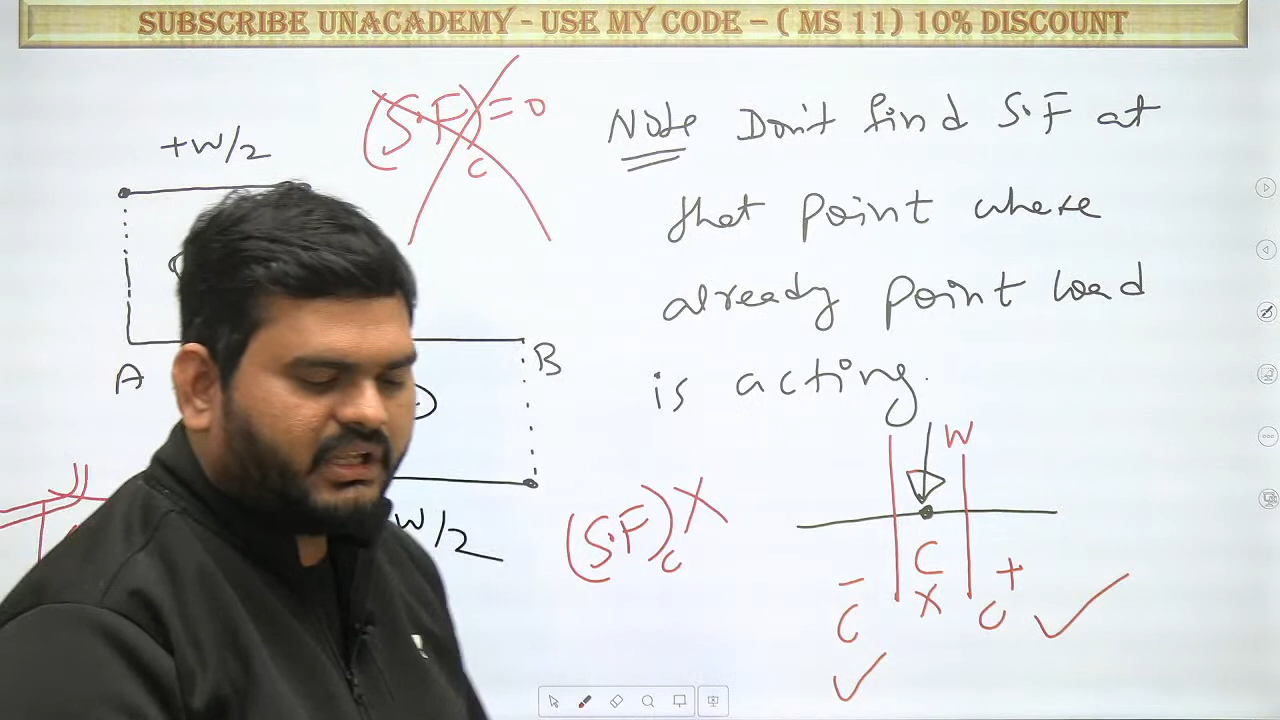 SUBSCRIBE UNACADEMY - USE MY CODE – ( MS 11) 10% DISCOUNT
(S.F)c = 0
+W/2
Note Don't find S.F at
that point where
already point load
is acting.
A
B
W/2
(S.F)c X
W
C
X
C−
C+